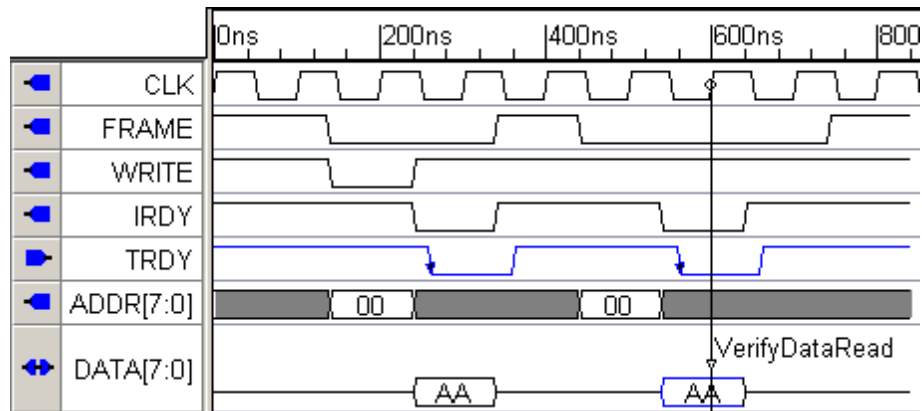 0ns 200ns 400ns 600ns 800
CLK
FRAME
WRITE
IRDY
TRDY
ADDR[7:0] 00 00
VerifyDataRead
DATA[7:0] AA AA